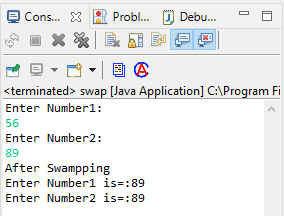 Cons...
Probl...
Debu...
<terminated> swap [Java Application] C:\Program Fi
Enter Number1:
56
Enter Number2:
89
After Swampping
Enter Number1 is=:89
Enter Number2 is=:89